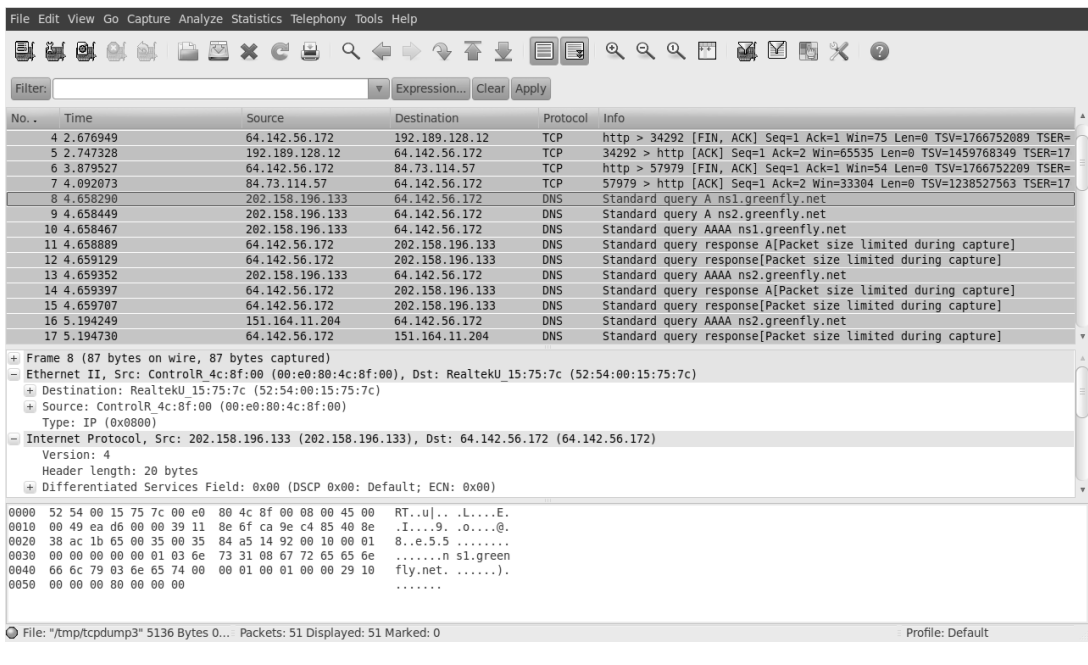 File Edit View Go Capture Analyze Statistics Telephony Tools Help
Filter: Expression... Clear Apply
No. . Time Source Destination Protocol Info
4 2.676949 64.142.56.172 192.189.128.12 TCP http > 34292 [FIN, ACK] Seq=1 Ack=1 Win=75 Len=0 TSV=1766752089 TSER=
5 2.747328 192.189.128.12 64.142.56.172 TCP 34292 > http [ACK] Seq=1 Ack=2 Win=65535 Len=0 TSV=1459768349 TSER=17
6 3.879527 64.142.56.172 84.73.114.57 TCP http > 57979 [FIN, ACK] Seq=1 Ack=1 Win=54 Len=0 TSV=1766752209 TSER=
7 4.092073 84.73.114.57 64.142.56.172 TCP 57979 > http [ACK] Seq=1 Ack=2 Win=33304 Len=0 TSV=1238527563 TSER=17
8 4.658290 202.158.196.133 64.142.56.172 DNS Standard query A ns1.greenfly.net
9 4.658449 202.158.196.133 64.142.56.172 DNS Standard query A ns2.greenfly.net
10 4.658467 202.158.196.133 64.142.56.172 DNS Standard query AAAA ns1.greenfly.net
11 4.658889 64.142.56.172 202.158.196.133 DNS Standard query response A[Packet size limited during capture]
12 4.659129 64.142.56.172 202.158.196.133 DNS Standard query response[Packet size limited during capture]
13 4.659352 202.158.196.133 64.142.56.172 DNS Standard query AAAA ns2.greenfly.net
14 4.659397 64.142.56.172 202.158.196.133 DNS Standard query response A[Packet size limited during capture]
15 4.659707 64.142.56.172 202.158.196.133 DNS Standard query response[Packet size limited during capture]
16 5.194249 151.164.11.204 64.142.56.172 DNS Standard query AAAA ns2.greenfly.net
17 5.194730 64.142.56.172 151.164.11.204 DNS Standard query response[Packet size limited during capture]
Frame 8 (87 bytes on wire, 87 bytes captured)
Ethernet II, Src: ControlR_4c:8f:00 (00:e0:80:4c:8f:00), Dst: RealtekU_15:75:7c (52:54:00:15:75:7c)
Destination: RealtekU_15:75:7c (52:54:00:15:75:7c)
Source: ControlR_4c:8f:00 (00:e0:80:4c:8f:00)
Type: IP (0x0800)
Internet Protocol, Src: 202.158.196.133 (202.158.196.133), Dst: 64.142.56.172 (64.142.56.172)
Version: 4
Header length: 20 bytes
Differentiated Services Field: 0x00 (DSCP 0x00: Default; ECN: 0x00)
0000 52 54 00 15 75 7c 00 e0 80 4c 8f 00 08 00 45 00 RT..u|.. .L....E.
0010 00 49 ea d6 00 00 39 11 8e 6f ca 9e c4 85 40 8e .I....9. .o....@.
0020 38 ac 1b 65 00 35 00 35 84 a5 14 92 00 10 00 01 8..e.5.5 ........
0030 00 00 00 00 00 01 03 6e 73 31 08 67 72 65 65 6e .......n s1.green
0040 66 6c 79 03 6e 65 74 00 00 01 00 01 00 00 29 10 fly.net. ......).
0050 00 00 00 80 00 00 00 .......
File: "/tmp/tcpdump3" 5136 Bytes 0... Packets: 51 Displayed: 51 Marked: 0 Profile: Default